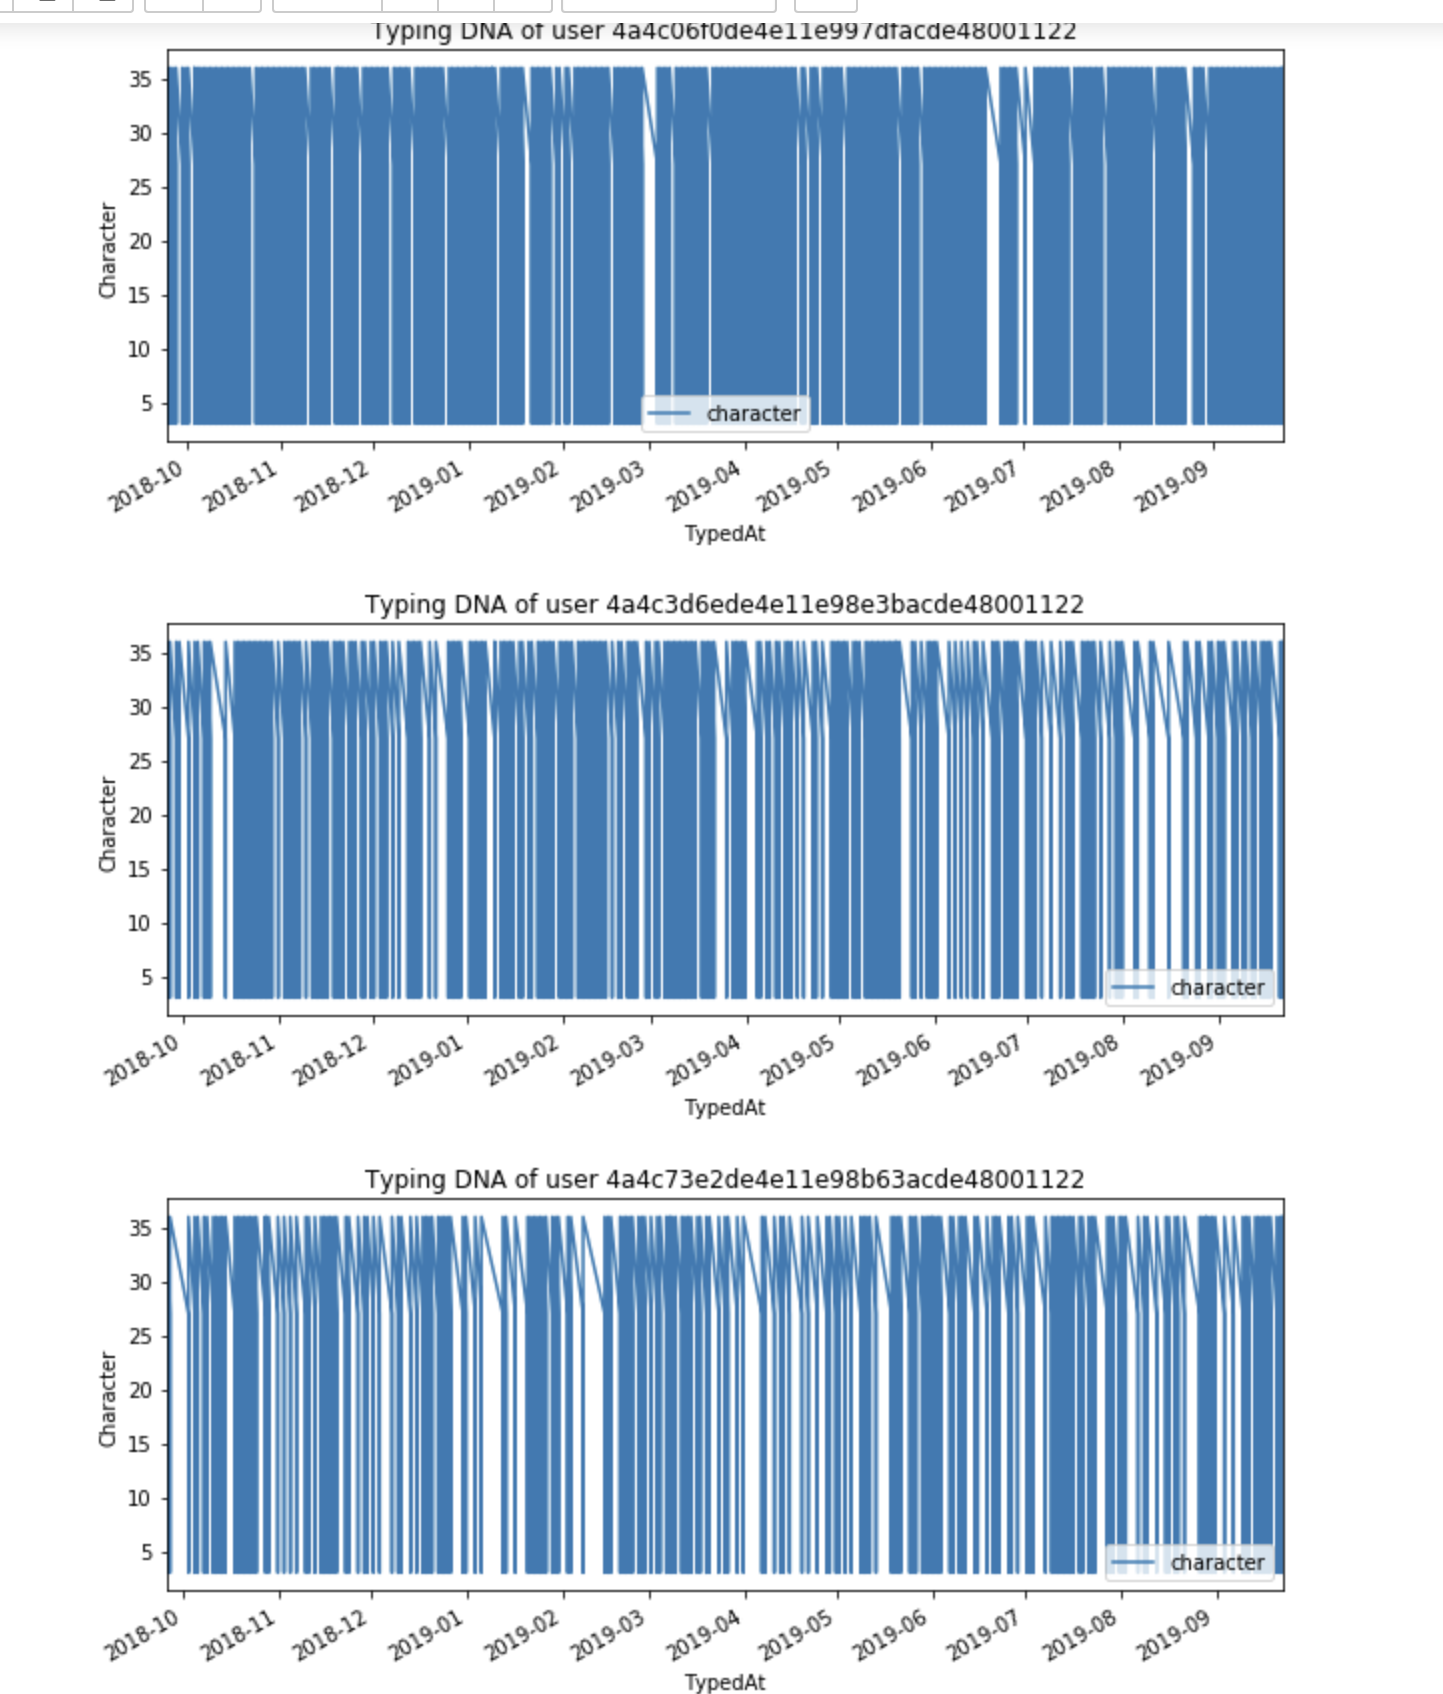 Typing DNA of user 4a4c06f0de4e11e997dfacde48001122
35
30
25
20
15
10
5
Character
character
2018-10 2018-11 2018-12 2019-01 2019-02 2019-03 2019-04 2019-05 2019-06 2019-07 2019-08 2019-09
TypedAt
Typing DNA of user 4a4c3d6ede4e11e98e3bacde48001122
35
30
25
20
15
10
5
Character
character
2018-10 2018-11 2018-12 2019-01 2019-02 2019-03 2019-04 2019-05 2019-06 2019-07 2019-08 2019-09
TypedAt
Typing DNA of user 4a4c73e2de4e11e98b63acde48001122
35
30
25
20
15
10
5
Character
character
2018-10 2018-11 2018-12 2019-01 2019-02 2019-03 2019-04 2019-05 2019-06 2019-07 2019-08 2019-09
TypedAt